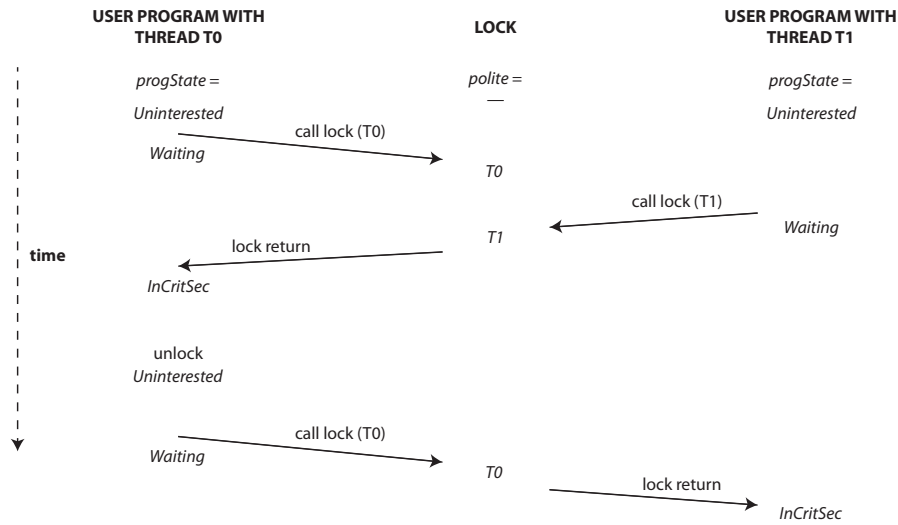 USER PROGRAM WITH
THREAD T0
LOCK
USER PROGRAM WITH
THREAD T1
progState =
polite =
progState =
Uninterested
—
Uninterested
call lock (T0)
Waiting
T0
call lock (T1)
Waiting
T1
lock return
time
InCritSec
unlock
Uninterested
call lock (T0)
Waiting
T0
lock return
InCritSec